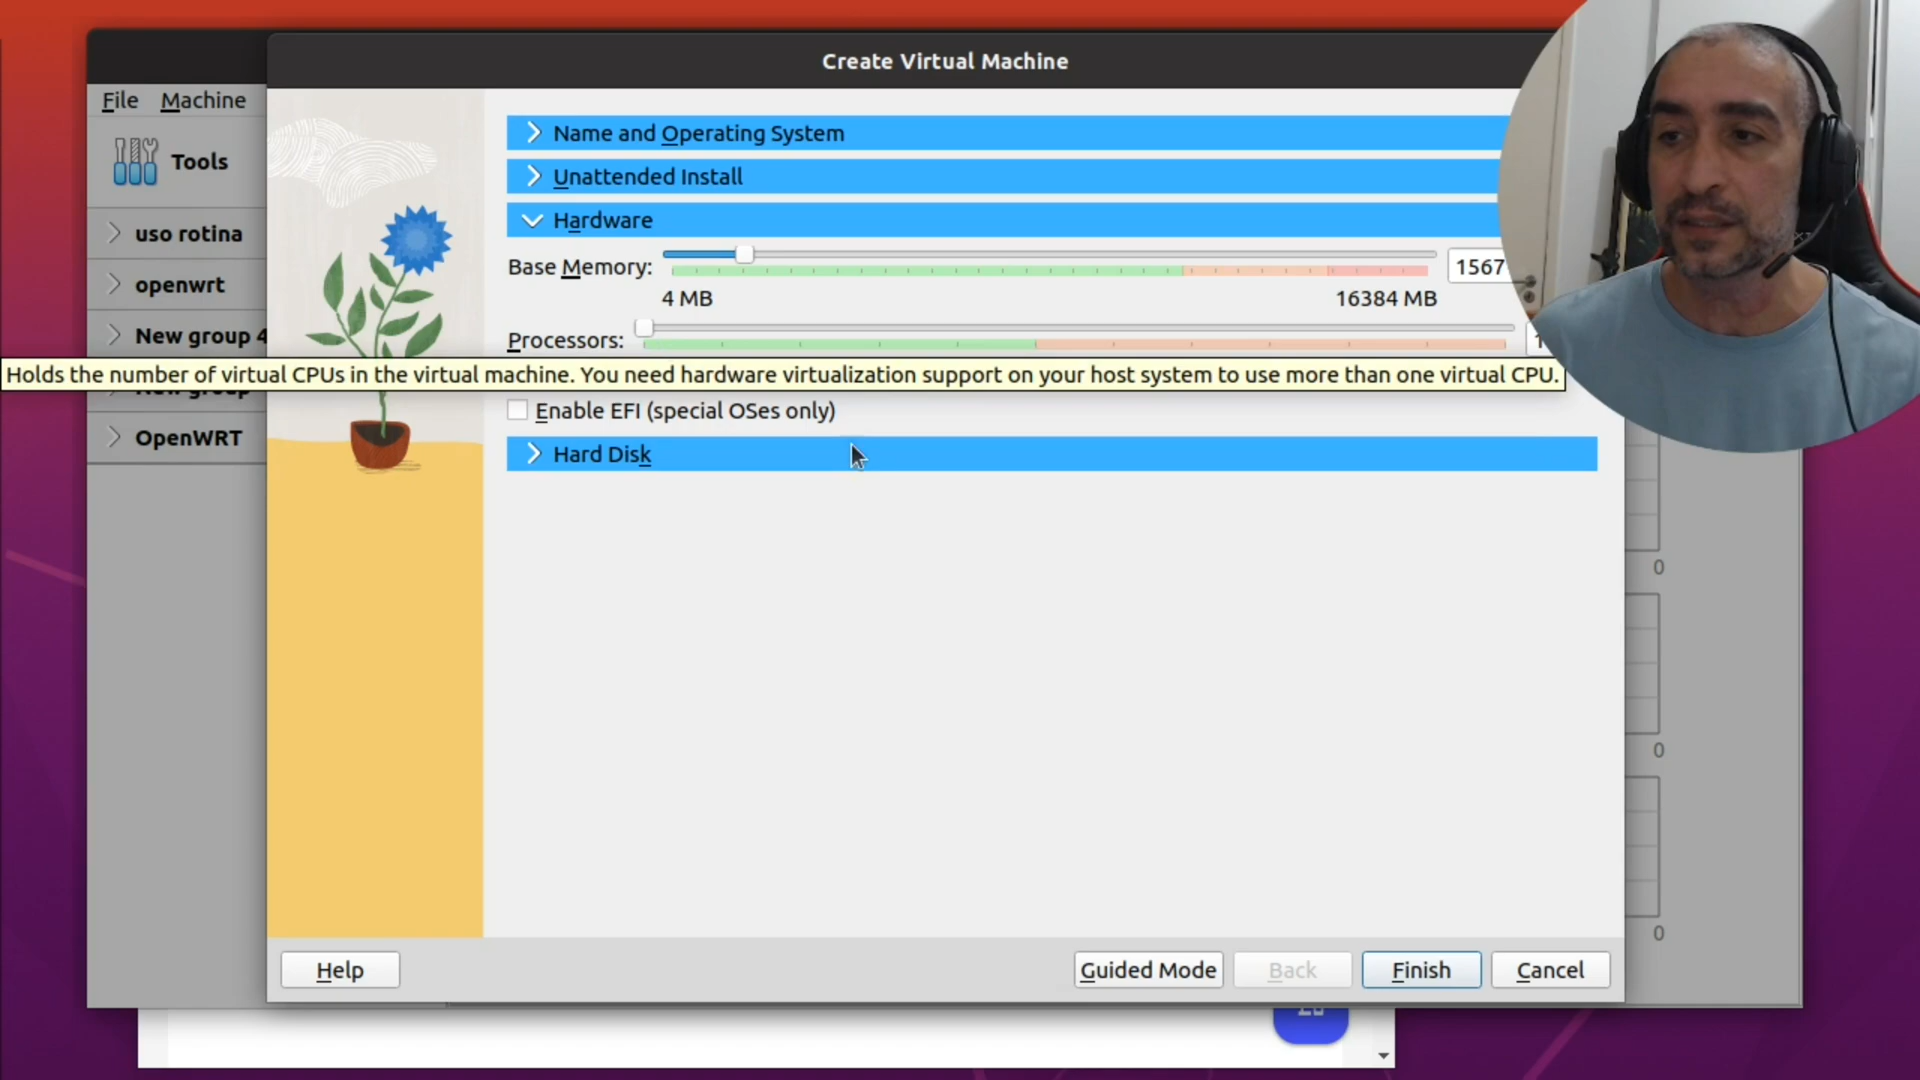 Create Virtual Machine
File Machine
Tools
uso rotina
openwrt
New group 4
OpenWRT
Name and Operating System
Unattended Install
Hardware
Base Memory:
1567
4 MB
16384 MB
Processors:
1
Holds the number of virtual CPUs in the virtual machine. You need hardware virtualization support on your host system to use more than one virtual CPU.
Enable EFI (special OSes only)
Hard Disk
0
0
0
Help
Guided Mode
Back
Finish
Cancel